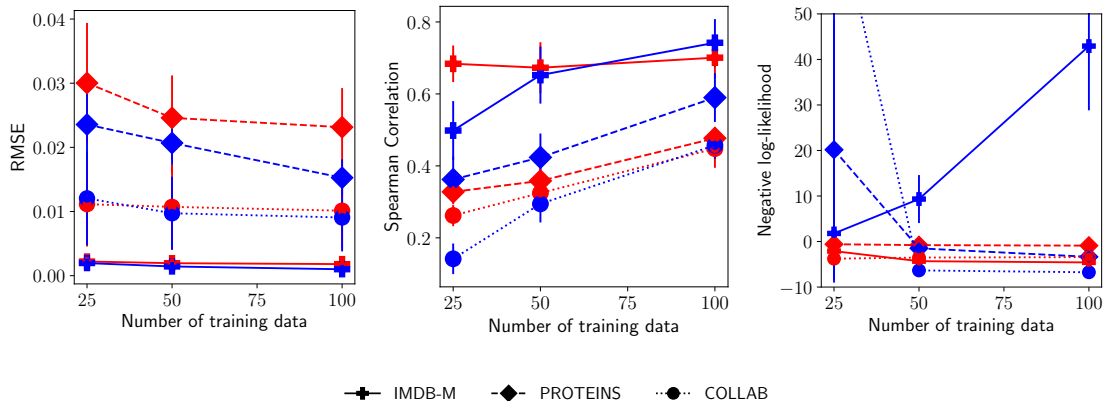 RMSE
0.04
0.03
0.02
0.01
0.00
25 50 75 100
Number of training data
Spearman Correlation
0.8
0.6
0.4
0.2
25 50 75 100
Number of training data
Negative log-likelihood
50
40
30
20
10
0
−10
25 50 75 100
Number of training data
IMDB-M PROTEINS COLLAB